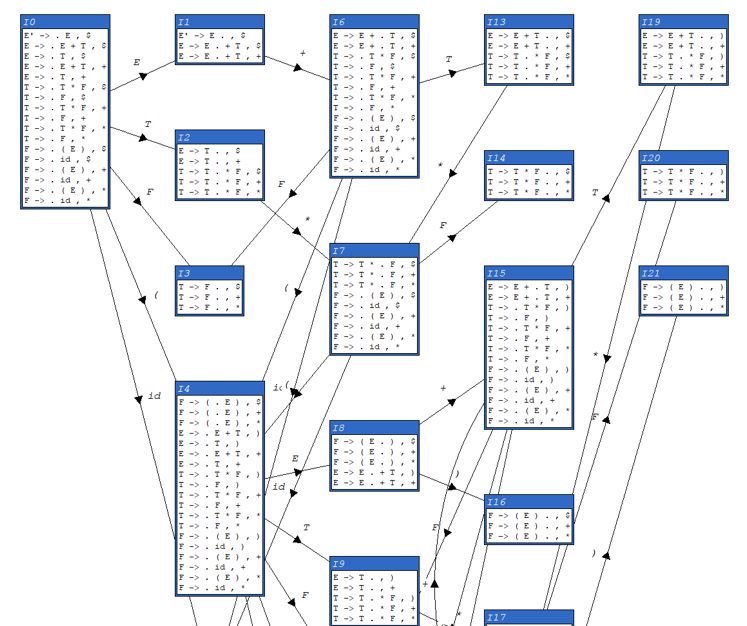 I0
E' -> . E , $
E -> . E + T , $
E -> . T , $
E -> . E + T , +
E -> . T , +
T -> . T * F , $
T -> . F , $
T -> . T * F , +
T -> . F , +
T -> . T * F , *
T -> . F , *
F -> . ( E ) , $
F -> . id , $
F -> . ( E ) , +
F -> . id , +
F -> . ( E ) , *
F -> . id , *
E
T
F
(
id
I1
E' -> E . , $
E -> E . + T , $
E -> E . + T , +
+
I2
E -> T . , $
E -> T . , +
T -> T . * F , $
T -> T . * F , +
T -> T . * F , *
*
I3
T -> F . , $
T -> F . , +
T -> F . , *
I4
F -> ( . E ) , $
F -> ( . E ) , +
F -> ( . E ) , *
E -> . E + T , )
E -> . T , )
E -> . E + T , +
E -> . T , +
T -> . T * F , )
T -> . F , )
T -> . T * F , +
T -> . F , +
T -> . T * F , *
T -> . F , *
F -> . ( E ) , )
F -> . id , )
F -> . ( E ) , +
F -> . id , +
F -> . ( E ) , *
F -> . id , *
E
T
F
I6
E -> E + . T , $
E -> E + . T , +
T -> . T * F , $
T -> . F , $
T -> . T * F , +
T -> . F , +
T -> . T * F , *
T -> . F , *
F -> . ( E ) , $
F -> . id , $
F -> . ( E ) , +
F -> . id , +
F -> . ( E ) , *
F -> . id , *
T
F
(
id
I7
T -> T * . F , $
T -> T * . F , +
T -> T * . F , *
F -> . ( E ) , $
F -> . id , $
F -> . ( E ) , +
F -> . id , +
F -> . ( E ) , *
F -> . id , *
F
(
id
I8
F -> ( E . ) , $
F -> ( E . ) , +
F -> ( E . ) , *
E -> E . + T , )
E -> E . + T , +
+
)
I9
E -> T . , )
E -> T . , +
T -> T . * F , )
T -> T . * F , +
T -> T . * F , *
*
I13
E -> E + T . , $
E -> E + T . , +
T -> T . * F , $
T -> T . * F , +
T -> T . * F , *
*
I14
T -> T * F . , $
T -> T * F . , +
T -> T * F . , *
I15
E -> E + . T , )
E -> E + . T , +
T -> . T * F , )
T -> . F , )
T -> . T * F , +
T -> . F , +
T -> . T * F , *
T -> . F , *
F -> . ( E ) , )
F -> . id , )
F -> . ( E ) , +
F -> . id , +
F -> . ( E ) , *
F -> . id , *
T
F
+
I16
F -> ( E ) . , $
F -> ( E ) . , +
F -> ( E ) . , *
I17
I19
E -> E + T . , )
E -> E + T . , +
T -> T . * F , )
T -> T . * F , +
T -> T . * F , *
*
I20
T -> T * F . , )
T -> T * F . , +
T -> T * F . , *
F
I21
F -> ( E ) . , )
F -> ( E ) . , +
F -> ( E ) . , *
)